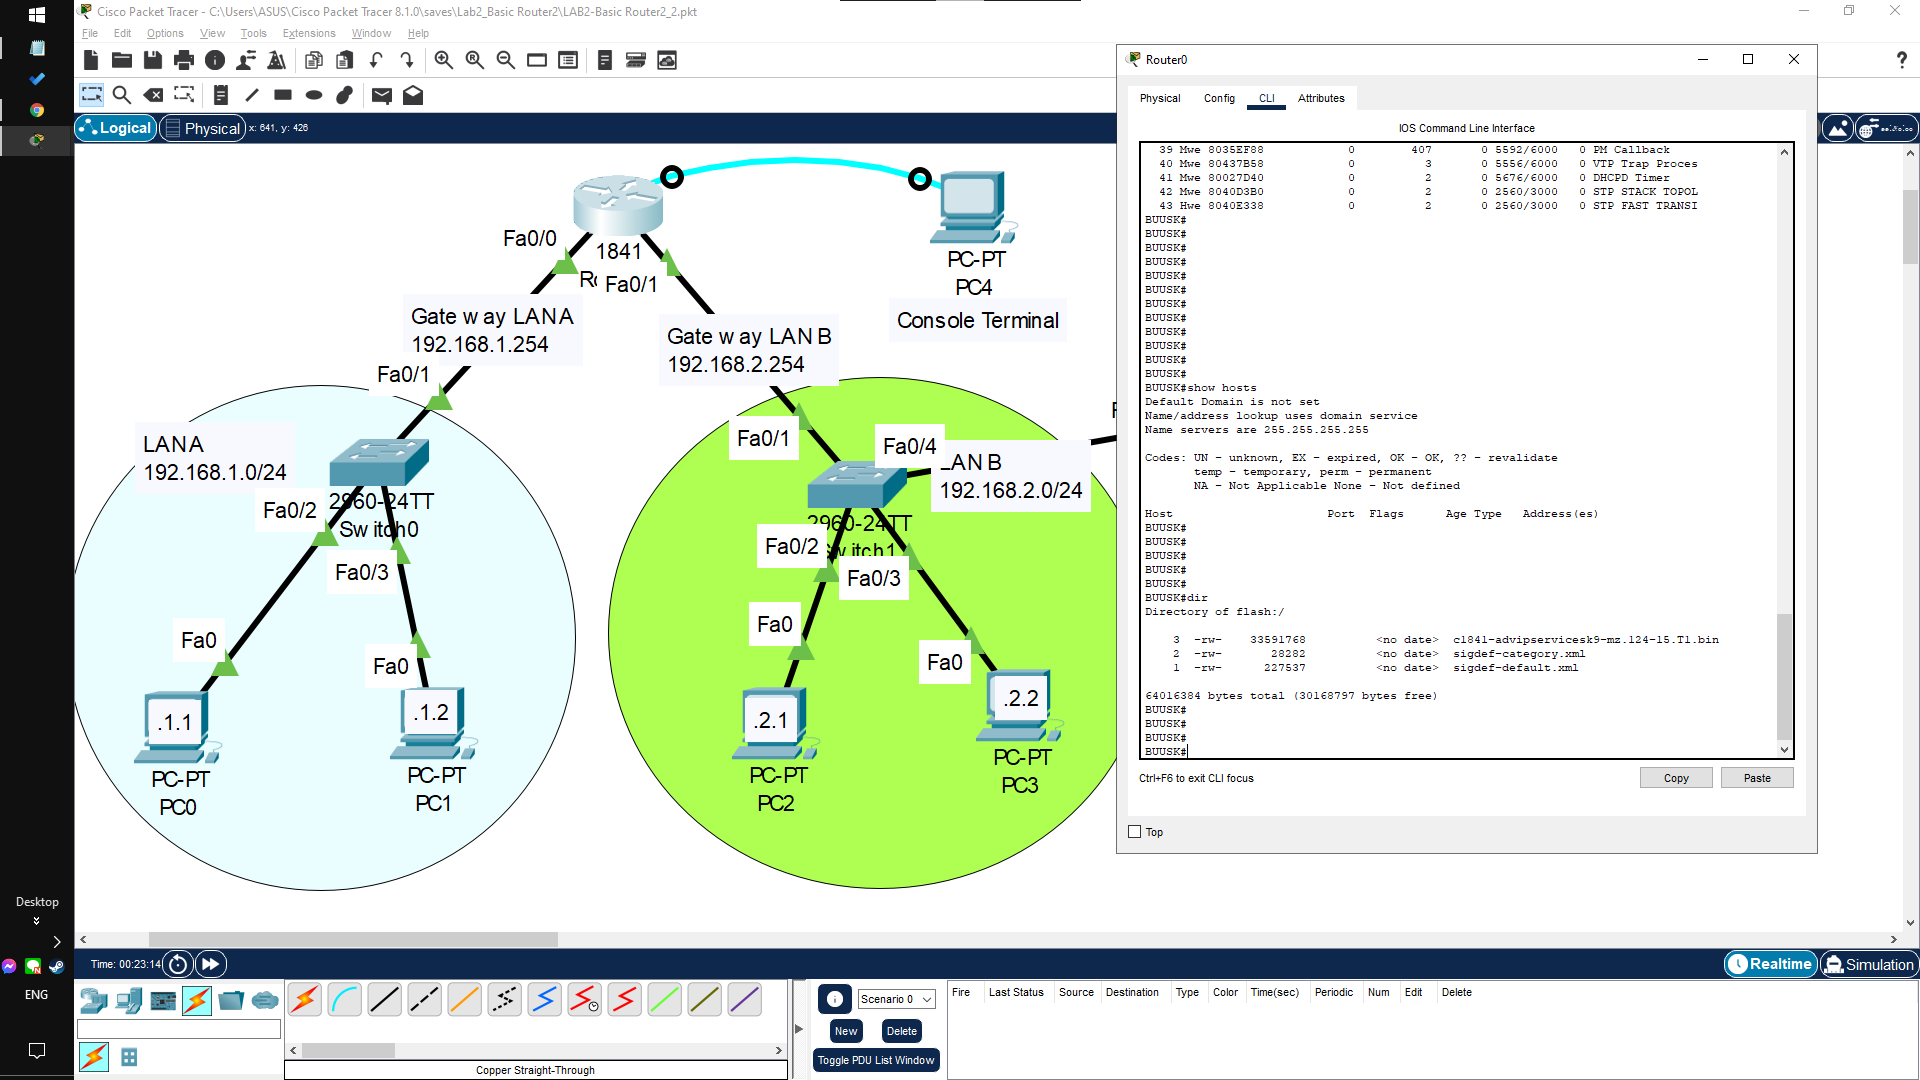 Cisco Packet Tracer - C:\Users\ASUS\Cisco Packet Tracer 8.1.0\saves\Lab2_Basic Router2\LAB2-Basic Router2_2.pkt
File Edit Options View Tools Extensions Window Help
Logical Physical x: 641, y: 426
Fa0/0
1841
Fa0/1
PC-PT
PC4
Console Terminal
Gate w ay LAN A
192.168.1.254
Gate w ay LAN B
192.168.2.254
Fa0/1
LAN A
192.168.1.0/24
Fa0/2
2960-24TT
Sw itch0
Fa0/3
Fa0
Fa0
.1.1
PC-PT
PC0
.1.2
PC-PT
PC1
Fa0/1
Fa0/4
LAN B
192.168.2.0/24
2960-24TT
Sw itch1
Fa0/2
Fa0/3
Fa0
Fa0
.2.1
PC-PT
PC2
.2.2
PC-PT
PC3
Router0
Physical Config CLI Attributes
IOS Command Line Interface
39 Mwe 8035EF88 0 407 0 5592/6000 0 PM Callback
40 Mwe 80437B58 0 3 0 5556/6000 0 VTP Trap Proces
41 Mwe 80027D40 0 2 0 5676/6000 0 DHCPD Timer
42 Mwe 8040D3B0 0 2 0 2560/3000 0 STP STACK TOPOL
43 Hwe 8040E338 0 2 0 2560/3000 0 STP FAST TRANSI
BUUSK#
BUUSK#
BUUSK#
BUUSK#
BUUSK#
BUUSK#
BUUSK#
BUUSK#
BUUSK#
BUUSK#
BUUSK#
BUUSK#
BUUSK#show hosts
Default Domain is not set
Name/address lookup uses domain service
Name servers are 255.255.255.255
Codes: UN - unknown, EX - expired, OK - OK, ?? - revalidate
temp - temporary, perm - permanent
NA - Not Applicable None - Not defined
Host Port Flags Age Type Address(es)
BUUSK#
BUUSK#
BUUSK#
BUUSK#
BUUSK#
BUUSK#dir
Directory of flash:/
3 -rw- 33591768 <no date> c1841-advipservicesk9-mz.124-15.T1.bin
2 -rw- 28282 <no date> sigdef-category.xml
1 -rw- 227537 <no date> sigdef-default.xml
64016384 bytes total (30168797 bytes free)
BUUSK#
BUUSK#
BUUSK#
BUUSK#
Ctrl+F6 to exit CLI focus
Copy Paste
Top
Desktop
ENG
Time: 00:23:14
Realtime Simulation
Scenario 0
New Delete
Toggle PDU List Window
Fire Last Status Source Destination Type Color Time(sec) Periodic Num Edit Delete
Copper Straight-Through